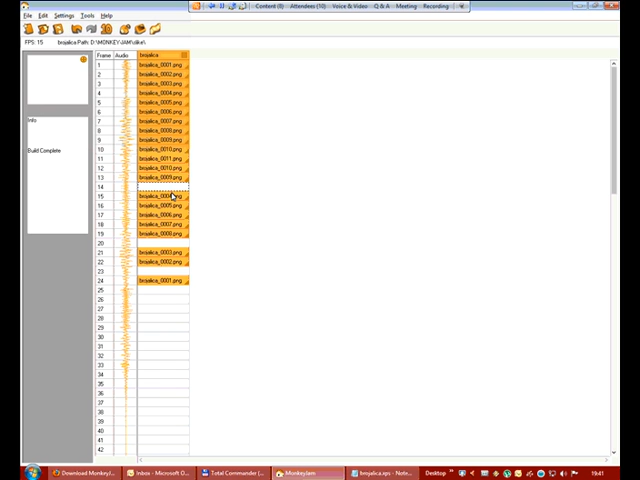 Content (0) Attendees (10) Voice & Video Q & A Meeting Recording
File Edit Settings Tools Help
FPS: 15 brojalica Path: D:\MONKEY-JAM\slike\
Frame Audio brojalica
1 brojalica_0001.png
2 brojalica_0002.png
3 brojalica_0003.png
4 brojalica_0004.png
5 brojalica_0005.png
6 brojalica_0006.png
7 brojalica_0007.png
8 brojalica_0008.png
9 brojalica_0009.png
10 brojalica_0010.png
11 brojalica_0011.png
12 brojalica_0010.png
13 brojalica_0009.png
14
15 brojalica_0004.png
16 brojalica_0005.png
17 brojalica_0006.png
18 brojalica_0007.png
19 brojalica_0008.png
20
21 brojalica_0003.png
22 brojalica_0002.png
23
24 brojalica_0001.png
25
26
27
28
29
30
31
32
33
34
35
36
37
38
39
40
41
42
Info
Build Complete
Download MonkeyJ... Inbox - Microsoft O... Total Commander (... MonkeyJam brojalica.xps - Note... Desktop 19:41